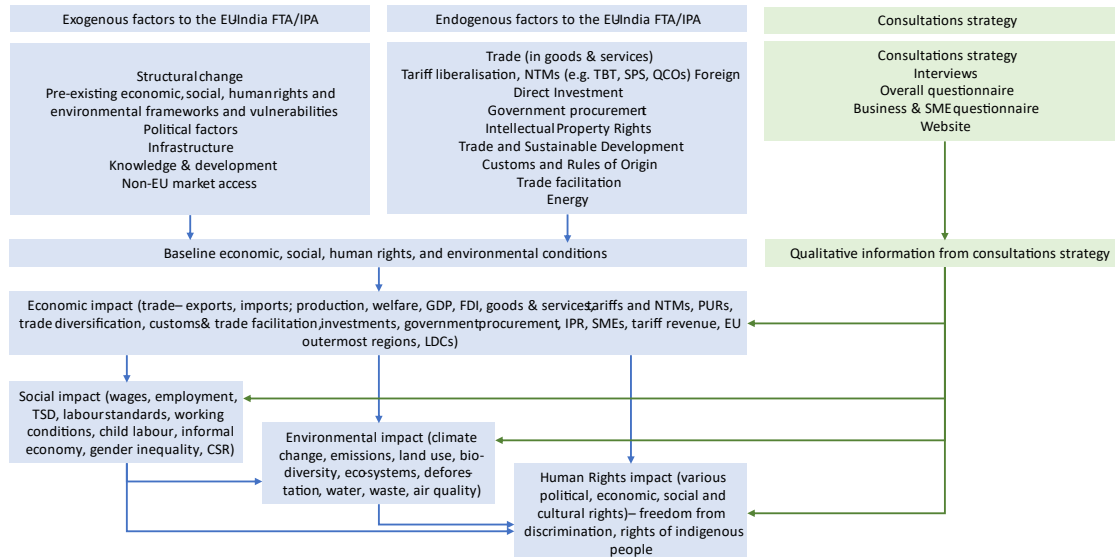 Exogenous factors to the EU-India FTA/IPA
Endogenous factors to the EU-India FTA/IPA
Consultations strategy
Structural change
Pre-existing economic, social, human rights and
environmental frameworks and vulnerabilities
Political factors
Infrastructure
Knowledge & development
Non-EU market access
Trade (in goods & services)
Tariff liberalisation, NTMs (e.g. TBT, SPS, QCOs) Foreign
Direct Investment
Government procurement
Intellectual Property Rights
Trade and Sustainable Development
Customs and Rules of Origin
Trade facilitation
Energy
Consultations strategy
Interviews
Overall questionnaire
Business & SME questionnaire
Website
Baseline economic, social, human rights, and environmental conditions
Qualitative information from consultations strategy
Economic impact (trade– exports, imports; production, welfare, GDP, FDI, goods & services, tariffs and NTMs, PURs,
trade diversification, customs & trade facilitation, investments, government procurement, IPR, SMEs, tariff revenue, EU
outermost regions, LDCs)
Social impact (wages, employment,
TSD, labour standards, working
conditions, child labour, informal
economy, gender inequality, CSR)
Environmental impact (climate
change, emissions, land use, bio-
diversity, eco-systems, defores-
tation, water, waste, air quality)
Human Rights impact (various
political, economic, social and
cultural rights)– freedom from
discrimination, rights of indigenous
people